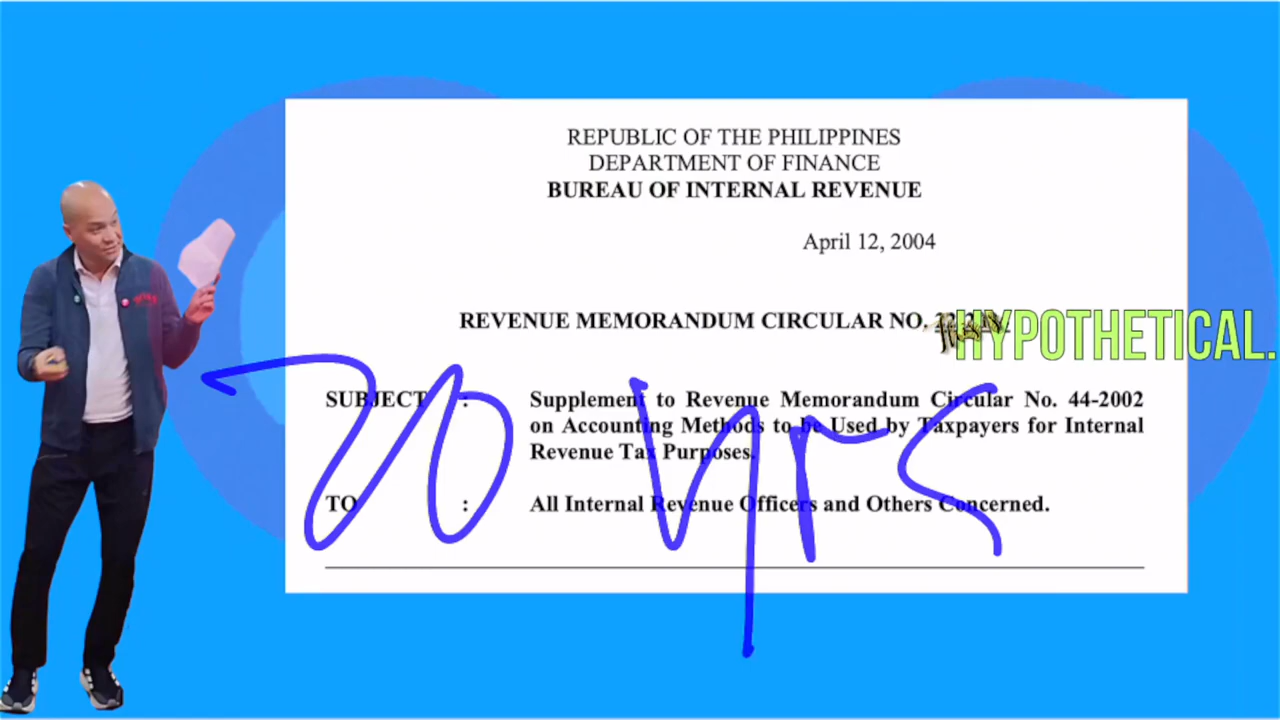 REPUBLIC OF THE PHILIPPINES
DEPARTMENT OF FINANCE
BUREAU OF INTERNAL REVENUE
April 12, 2004
REVENUE MEMORANDUM CIRCULAR NO.
HYPOTHETICAL.
SUBJECT : Supplement to Revenue Memorandum Circular No. 44-2002
on Accounting Methods to be Used by Taxpayers for Internal
Revenue Tax Purposes.
20 yrs
TO : All Internal Revenue Officers and Others Concerned.